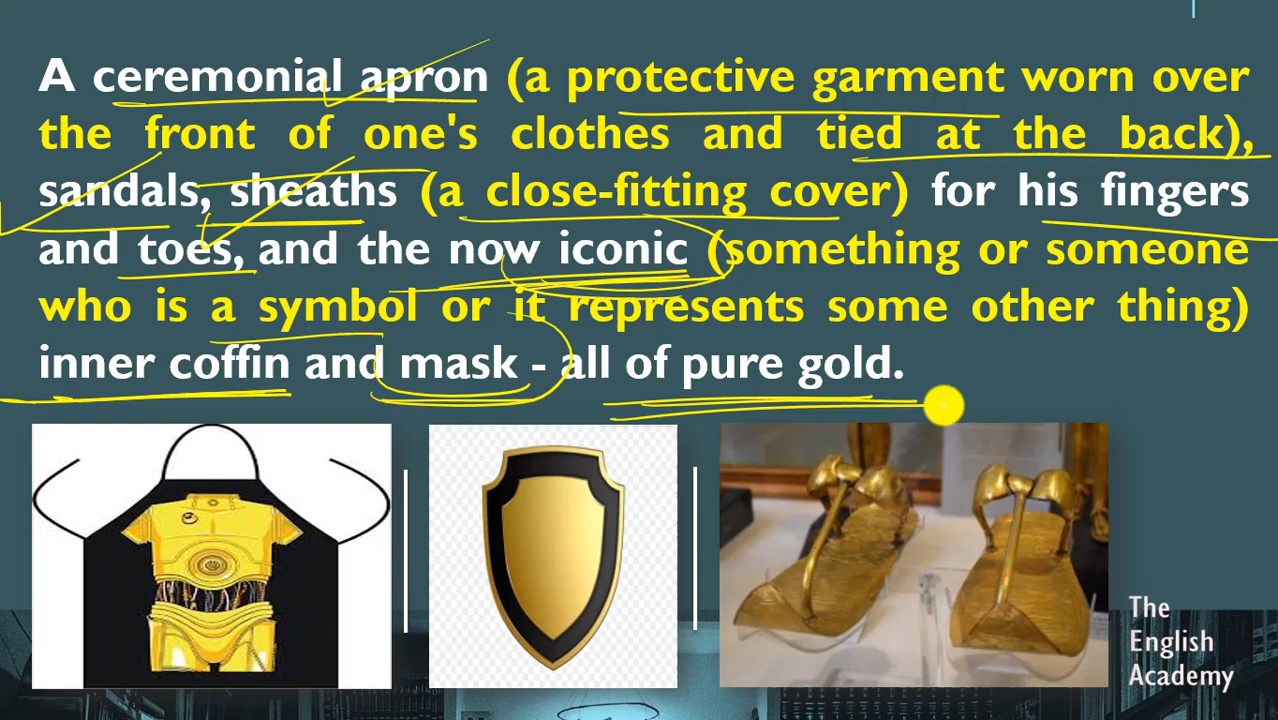 A ceremonial apron (a protective garment worn over
the front of one's clothes and tied at the back),
sandals, sheaths (a close-fitting cover) for his fingers
and toes, and the now iconic (something or someone
who is a symbol or it represents some other thing)
inner coffin and mask - all of pure gold.
The
English
Academy